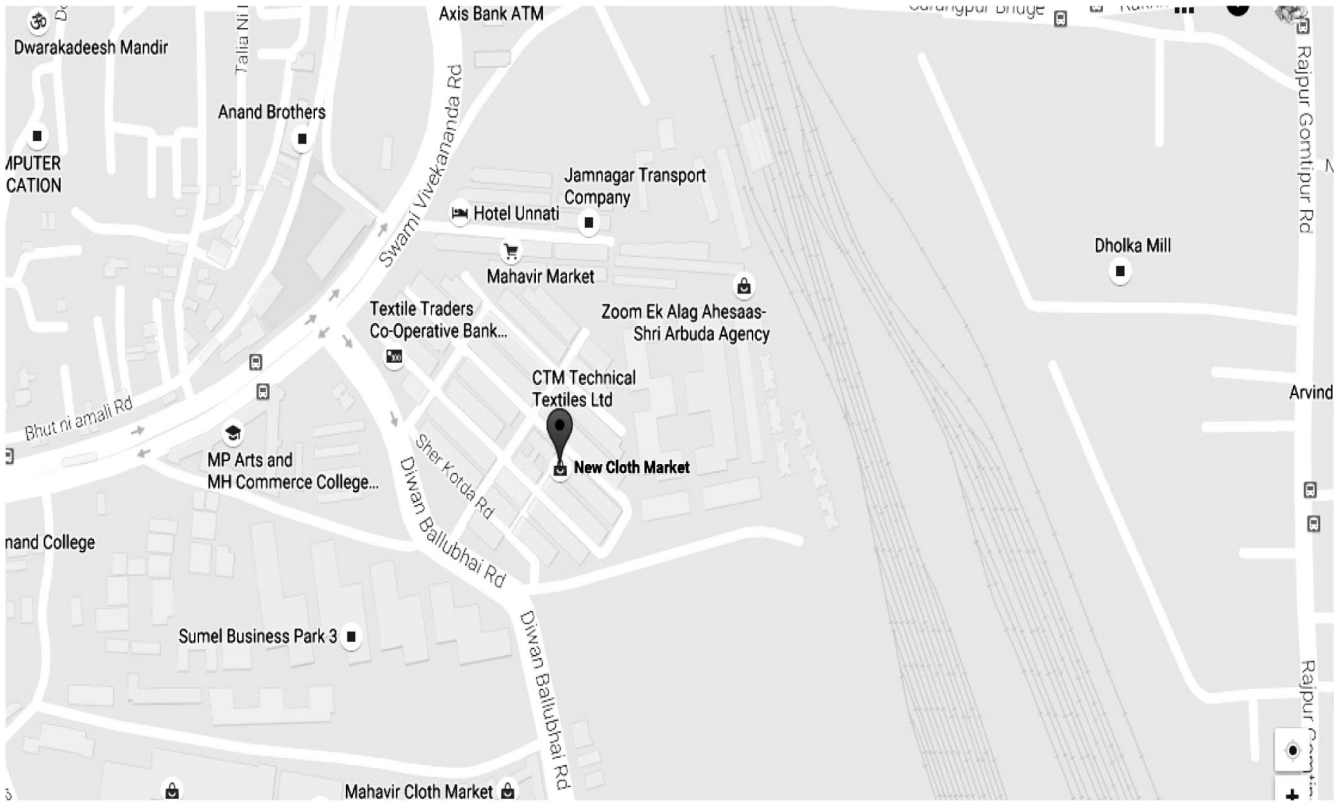 Axis Bank ATM
Dwarakadeesh Mandir
Talia Ni
Anand Brothers
Swami Vivekananda Rd
Rajpur Gomtipur Rd
MPUTER
CATION
Jamnagar Transport
Company
Hotel Unnati
Mahavir Market
Dholka Mill
Textile Traders
Co-Operative Bank...
Zoom Ek Alag Ahesaas-
Shri Arbuda Agency
CTM Technical
Textiles Ltd
Arvind
Bhut ni amali Rd
MP Arts and
MH Commerce College...
Sher Kotda Rd
New Cloth Market
Diwan Ballubhai Rd
nand College
Sumel Business Park 3
Diwan Ballubhai Rd
Rajpur
Mahavir Cloth Market